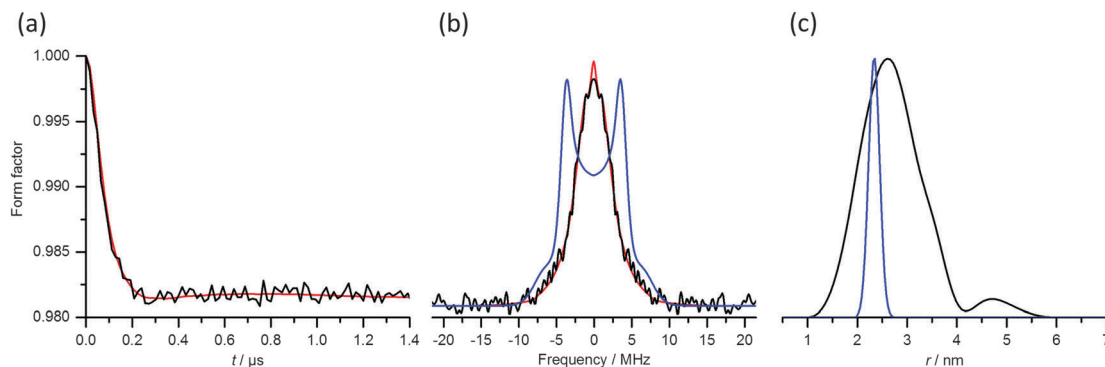 (a)
(b)
(c)
1.000
0.995
0.990
0.985
0.980
Form factor
0.0 0.2 0.4 0.6 0.8 1.0 1.2 1.4
t / µs
-20 -15 -10 -5 0 5 10 15 20
Frequency / MHz
0 1 2 3 4 5 6 7
r / nm